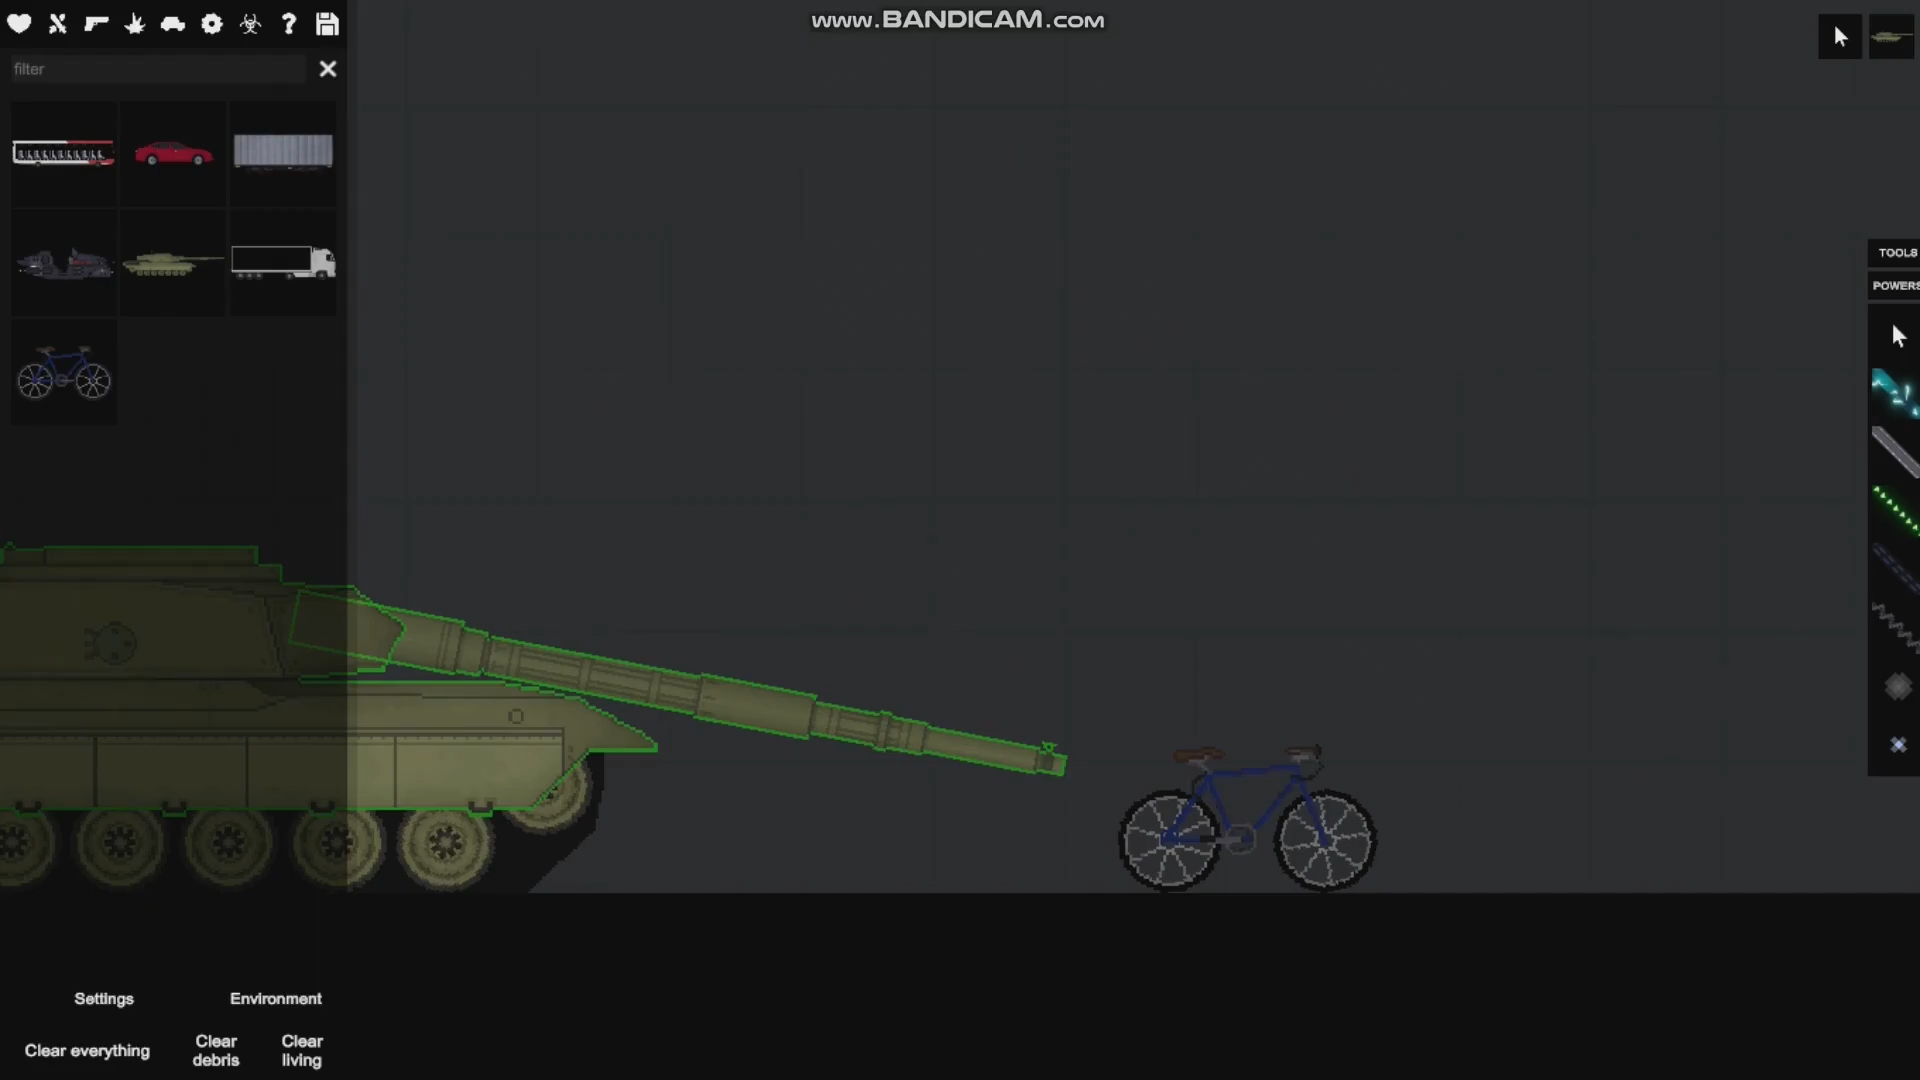 www.BANDICAM.com
filter
TOOLS
POWERS
Settings
Environment
Clear everything
Clear
debris
Clear
living